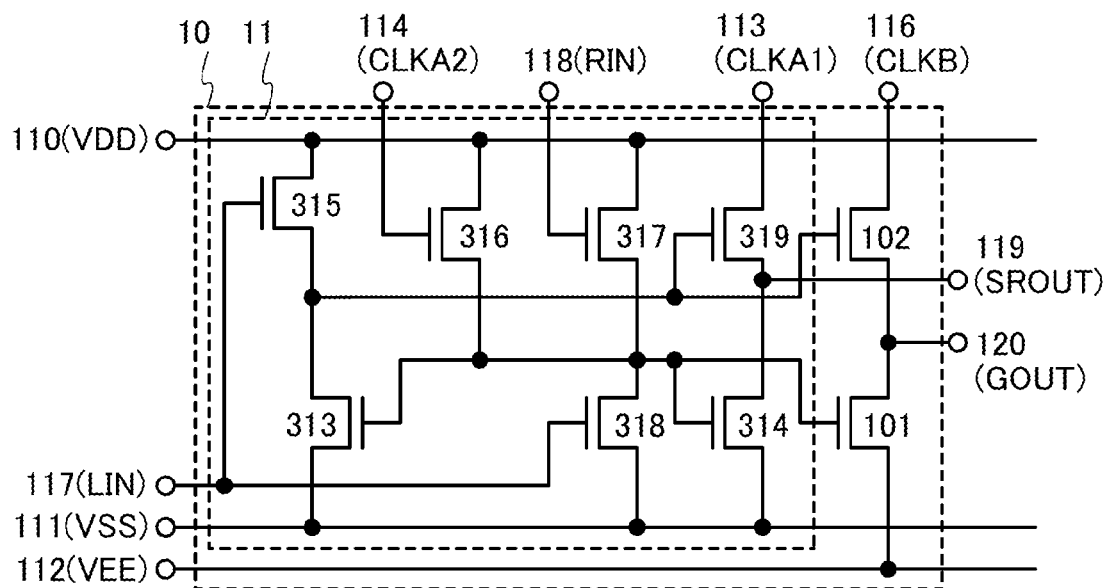 10
11
114
(CLKA2)
118(RIN)
113
(CLKA1)
116
(CLKB)
110(VDD)
315
316
317
319
102
119
(SROUT)
120
(GOUT)
313
318
314
101
117(LIN)
111(VSS)
112(VEE)